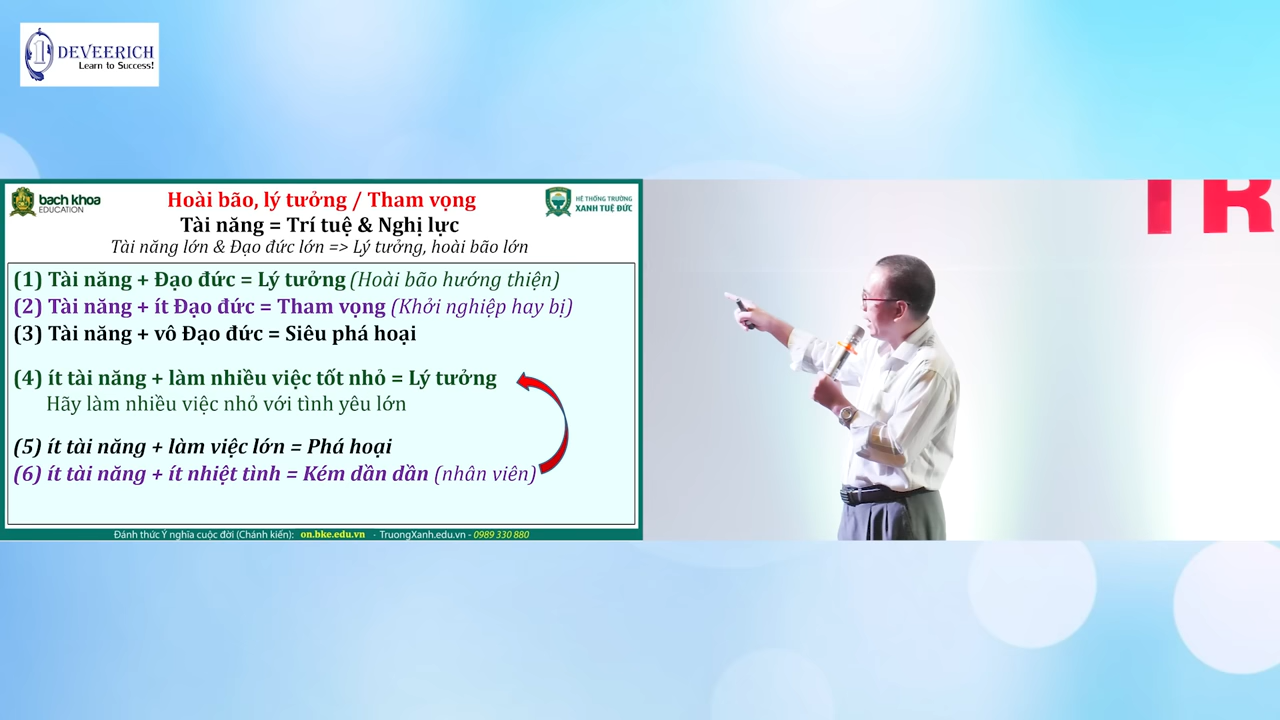 DEVEERICH
Learn to Success!
bach khoa
EDUCATION
Hoài bão, lý tưởng / Tham vọng
HỆ THỐNG TRƯỜNG
XANH TUỆ ĐỨC
Tài năng = Trí tuệ & Nghị lực
Tài năng lớn & Đạo đức lớn => Lý tưởng, hoài bão lớn
(1) Tài năng + Đạo đức = Lý tưởng (Hoài bão hướng thiện)
(2) Tài năng + ít Đạo đức = Tham vọng (Khởi nghiệp hay bị)
(3) Tài năng + vô Đạo đức = Siêu phá hoại
(4) ít tài năng + làm nhiều việc tốt nhỏ = Lý tưởng
Hãy làm nhiều việc nhỏ với tình yêu lớn
(5) ít tài năng + làm việc lớn = Phá hoại
(6) ít tài năng + ít nhiệt tình = Kém dần dần (nhân viên)
Đánh thức Ý nghĩa cuộc đời (Chánh kiến): on.bke.edu.vn - TruongXanh.edu.vn - 0989 330 880
TR